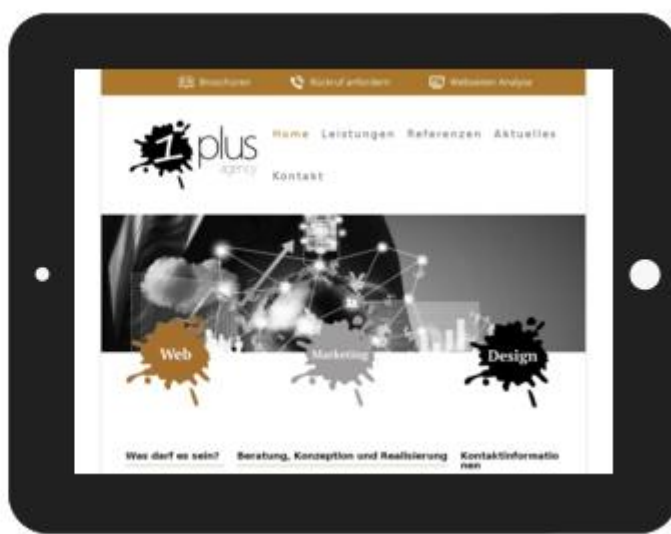 Broschüren Rückruf anfordern Webseiten Analyse
1 plus
agency
Home Leistungen Referenzen Aktuelles
Kontakt
Web Marketing Design
Was darf es sein? Beratung, Konzeption und Realisierung Kontaktinformatio
nen